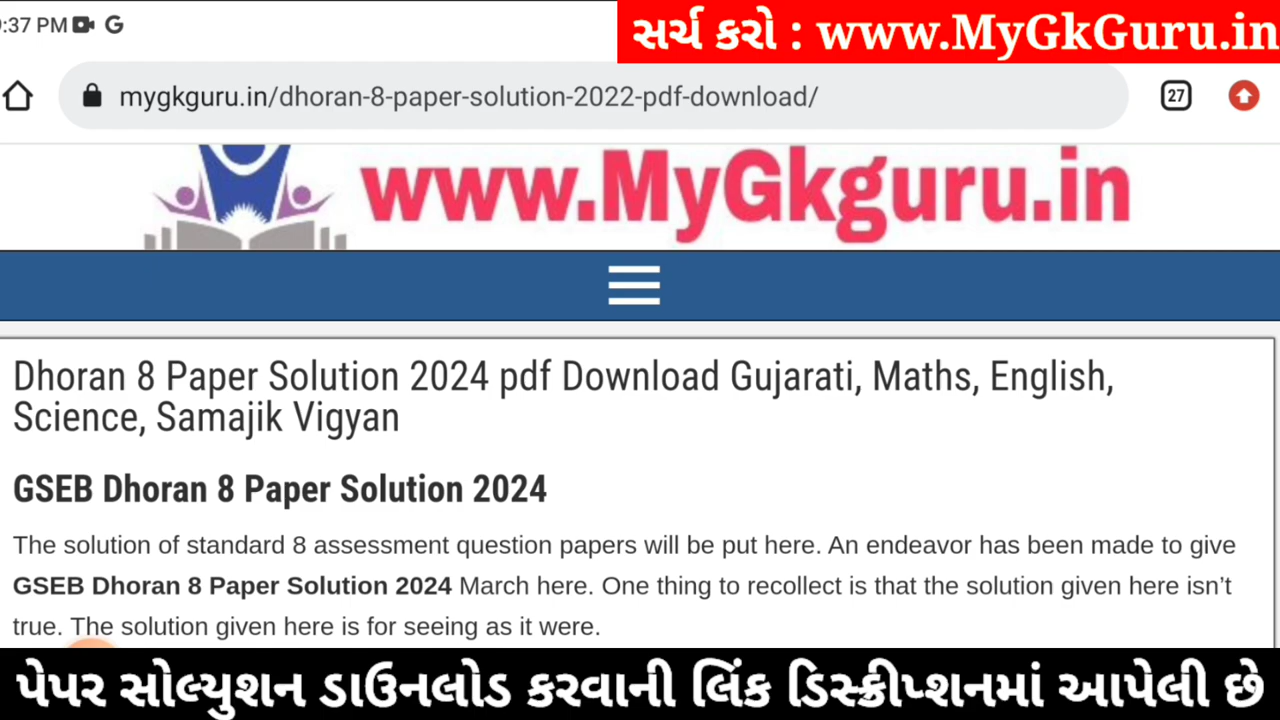 :37 PM G
સર્ચ કરો : www.MyGkGuru.in
mygkguru.in/dhoran-8-paper-solution-2022-pdf-download/ 27
www.MyGkguru.in
Dhoran 8 Paper Solution 2024 pdf Download Gujarati, Maths, English,
Science, Samajik Vigyan
GSEB Dhoran 8 Paper Solution 2024
The solution of standard 8 assessment question papers will be put here. An endeavor has been made to give
GSEB Dhoran 8 Paper Solution 2024 March here. One thing to recollect is that the solution given here isn’t
true. The solution given here is for seeing as it were.
પેપર સોલ્યુશન ડાઉનલોડ કરવાની લિંક ડિસ્ક્રીપ્શનમાં આપેલી છે